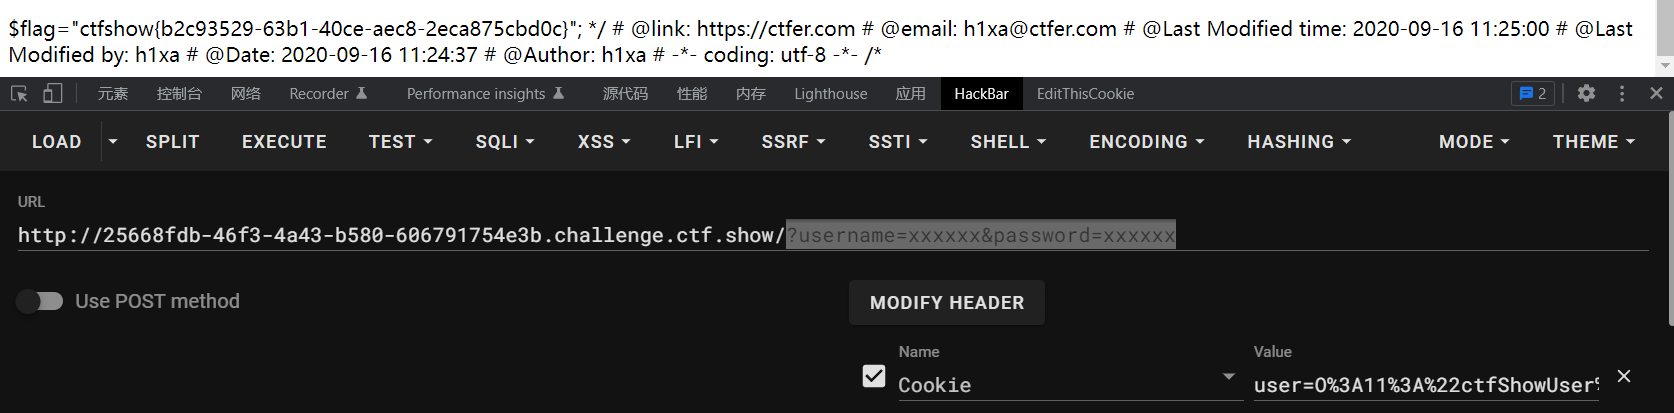 $flag="ctfshow{b2c93529-63b1-40ce-aec8-2eca875cbd0c}"; */ # @link: https://ctfer.com # @email: h1xa@ctfer.com # @Last Modified time: 2020-09-16 11:25:00 # @Last
Modified by: h1xa # @Date: 2020-09-16 11:24:37 # @Author: h1xa # -*- coding: utf-8 -*- /*
元素 控制台 网络 Recorder Performance insights 源代码 性能 内存 Lighthouse 应用 HackBar EditThisCookie 2
LOAD SPLIT EXECUTE TEST SQLI XSS LFI SSRF SSTI SHELL ENCODING HASHING MODE THEME
URL
http://25668fdb-46f3-4a43-b580-606791754e3b.challenge.ctf.show/?username=xxxxxx&password=xxxxxx
Use POST method MODIFY HEADER
Name Value
Cookie user=O%3A11%3A%22ctfShowUser%